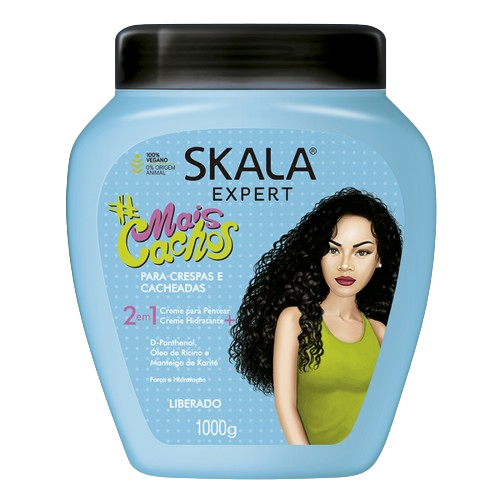 100%
VEGANO
0% ORIGEM
ANIMAL
SKALA®
EXPERT
#Mais
Cachos
PARA CRESPAS E
CACHEADAS
2 em 1 Creme para Pentear
Creme Hidratante +
D-Panthenol,
Óleo de Rícino e
Manteiga de Karité
Força e Hidratação
LIBERADO
1000g